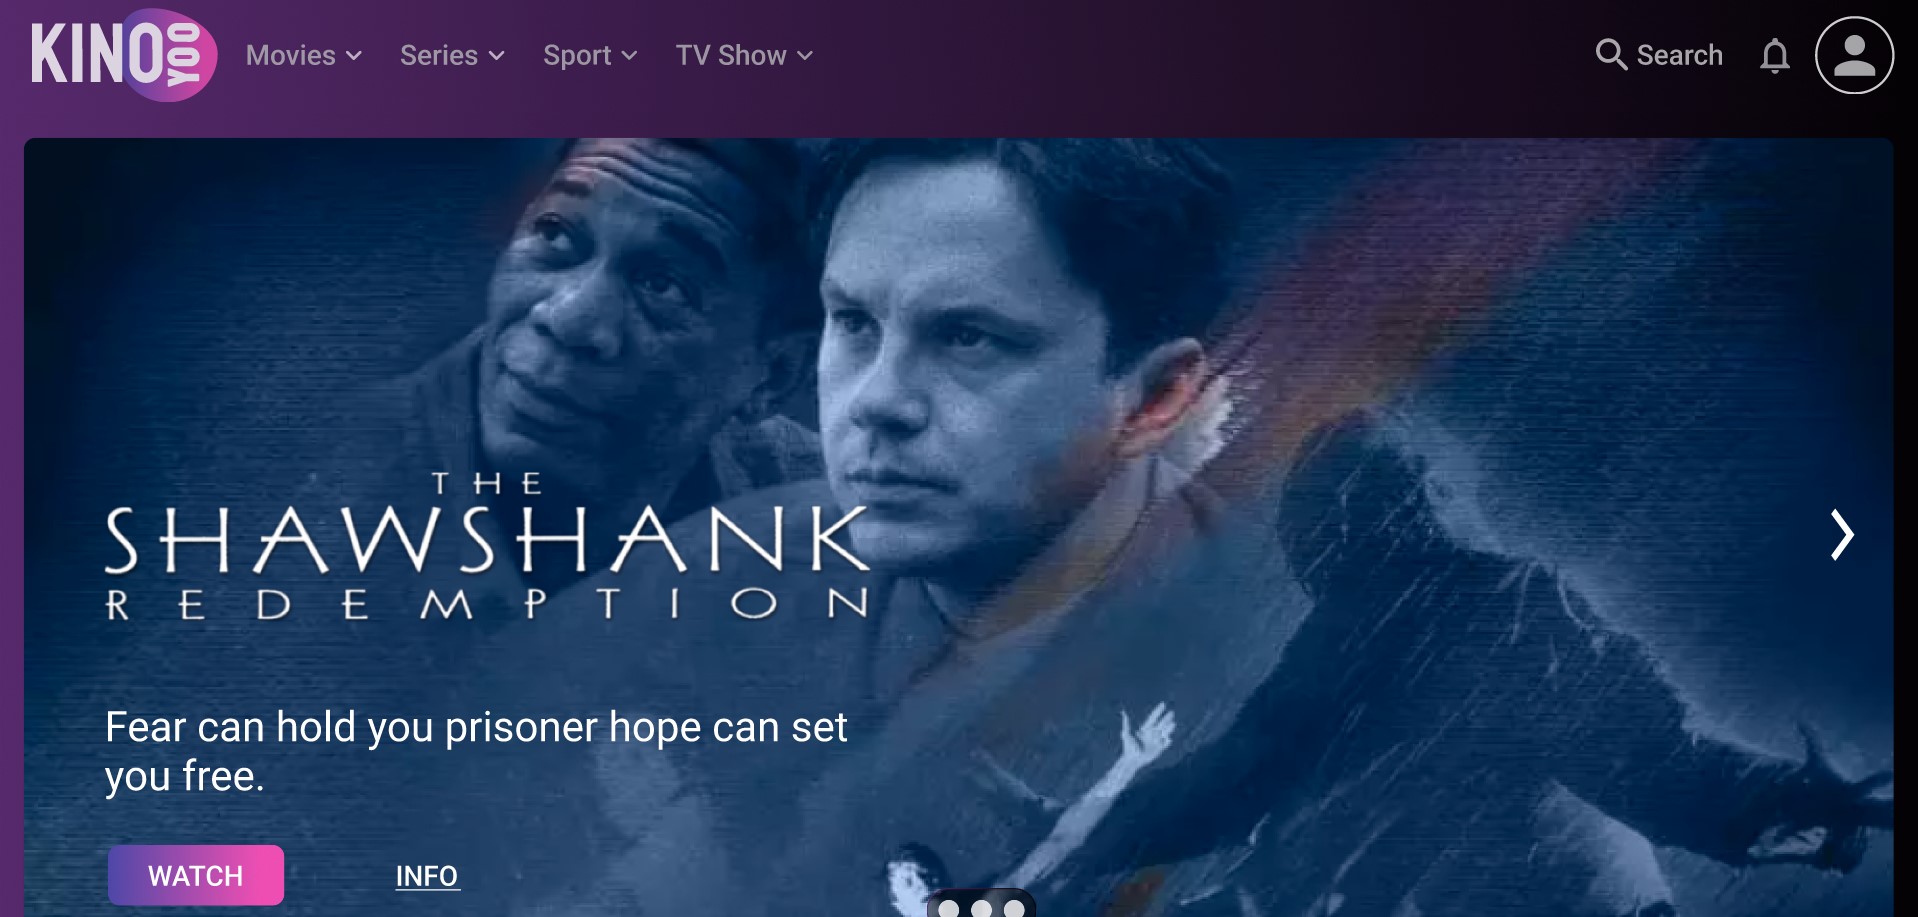 KINO YOO
Movies
Series
Sport
TV Show
Search
THE
SHAWSHANK
REDEMPTION
Fear can hold you prisoner hope can set
you free.
WATCH
INFO